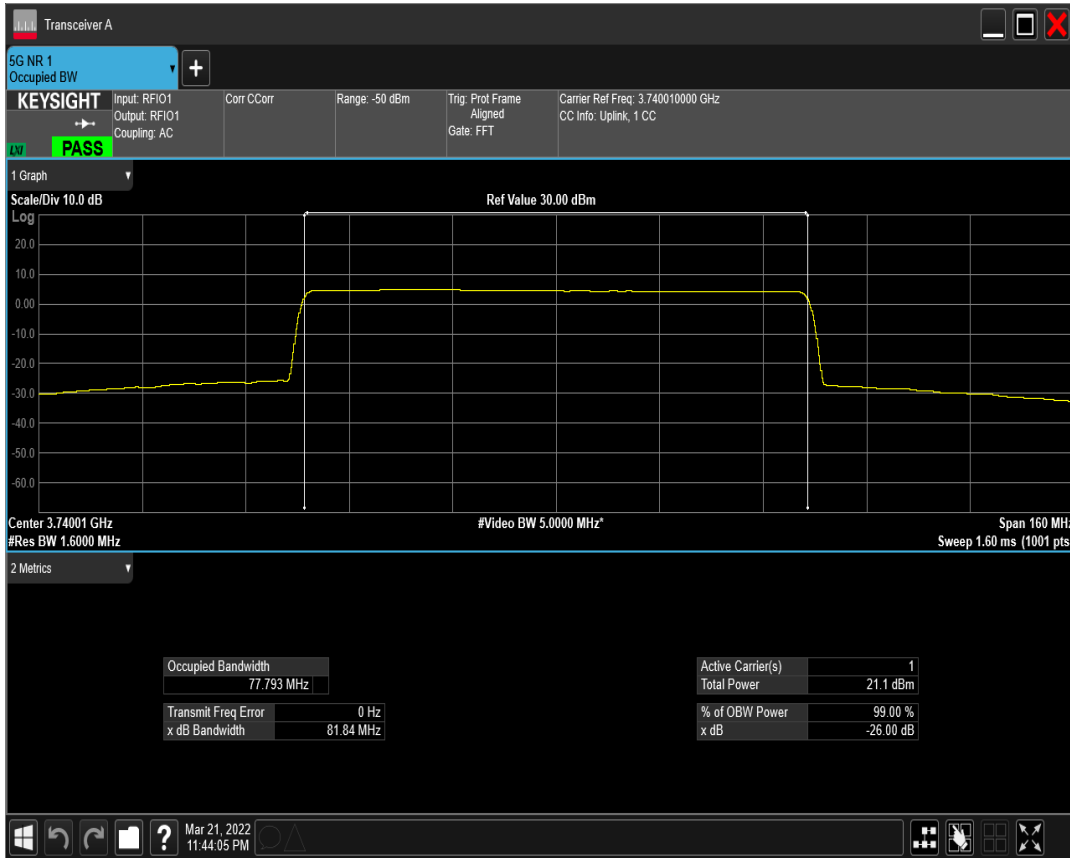 Transceiver A
5G NR 1
Occupied BW
+
KEYSIGHT
LXI
PASS
Input: RFIO1
Output: RFIO1
Coupling: AC
Corr CCorr
Range: -50 dBm
Trig: Prot Frame
Aligned
Gate: FFT
Carrier Ref Freq: 3.740010000 GHz
CC Info: Uplink, 1 CC
1 Graph
Scale/Div 10.0 dB
Ref Value 30.00 dBm
Log
20.0
10.0
0.00
-10.0
-20.0
-30.0
-40.0
-50.0
-60.0
Center 3.74001 GHz
#Video BW 5.0000 MHz*
Span 160 MHz
#Res BW 1.6000 MHz
Sweep 1.60 ms (1001 pts
2 Metrics
Occupied Bandwidth
77.793 MHz
Transmit Freq Error 0 Hz
x dB Bandwidth 81.84 MHz
Active Carrier(s) 1
Total Power 21.1 dBm
% of OBW Power 99.00 %
x dB -26.00 dB
?
Mar 21, 2022
11:44:05 PM